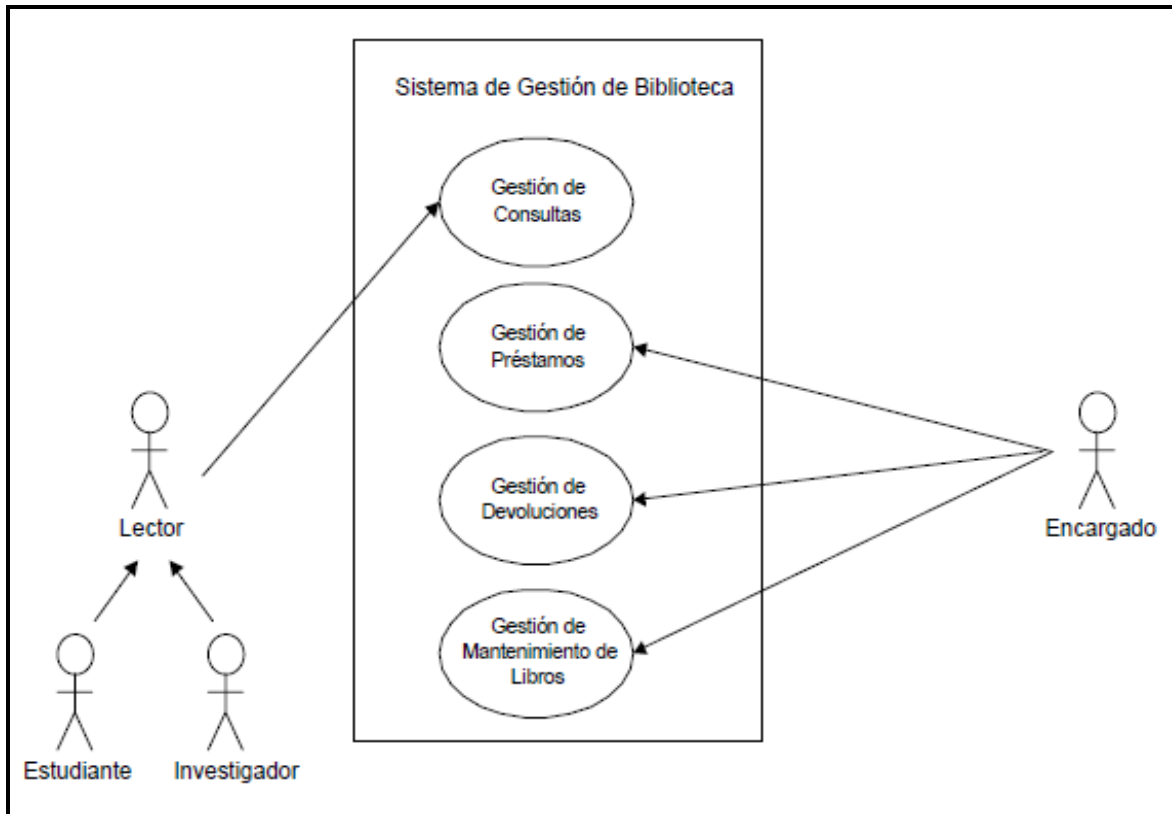 Sistema de Gestión de Biblioteca
Gestión de
Consultas
Gestión de
Préstamos
Gestión de
Devoluciones
Gestión de
Mantenimiento de
Libros
Lector
Estudiante
Investigador
Encargado